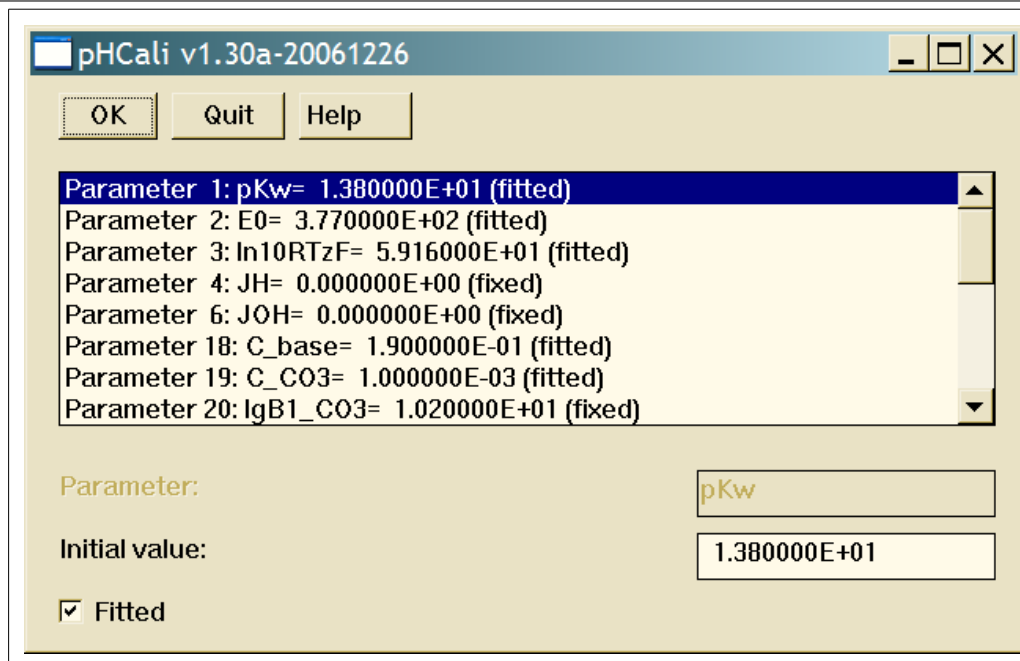 pHCali v1.30a-20061226
OK Quit Help
Parameter 1: pKw= 1.380000E+01 (fitted)
Parameter 2: E0= 3.770000E+02 (fitted)
Parameter 3: ln10RTzF= 5.916000E+01 (fitted)
Parameter 4: JH= 0.000000E+00 (fixed)
Parameter 6: JOH= 0.000000E+00 (fixed)
Parameter 18: C_base= 1.900000E-01 (fitted)
Parameter 19: C_CO3= 1.000000E-03 (fitted)
Parameter 20: lgB1_CO3= 1.020000E+01 (fixed)
Parameter: pKw
Initial value: 1.380000E+01
Fitted